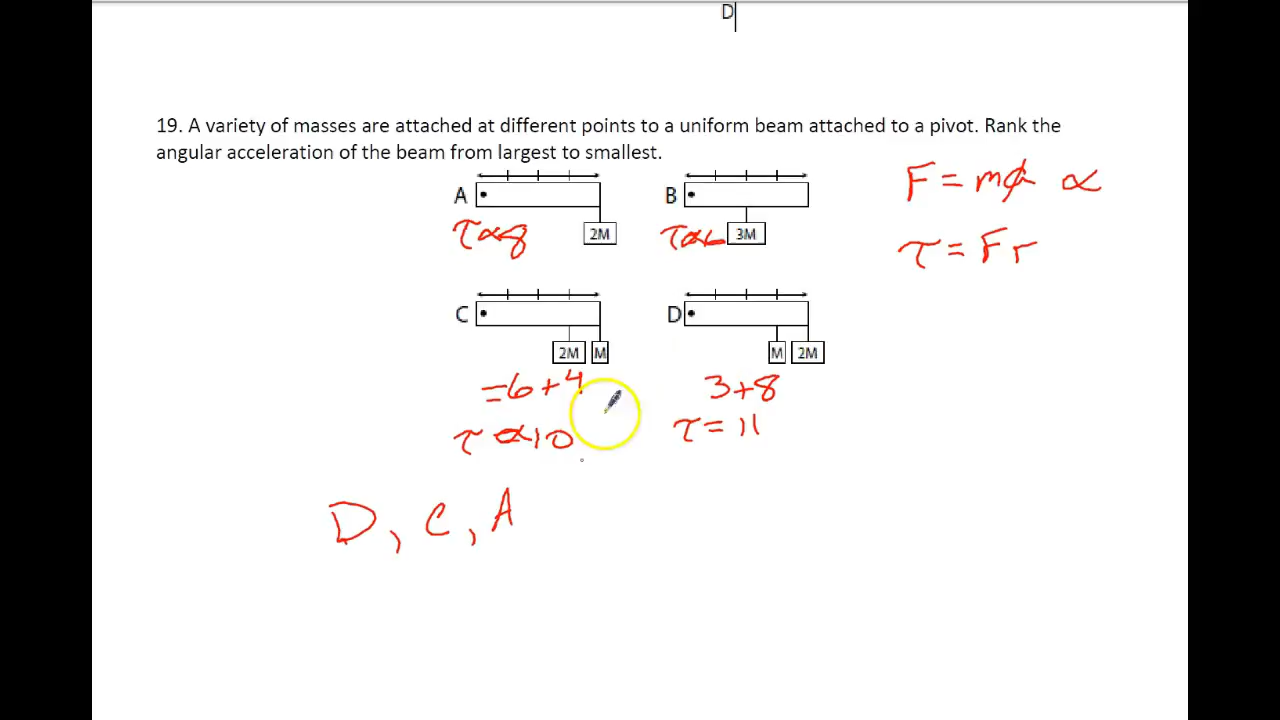 D
19. A variety of masses are attached at different points to a uniform beam attached to a pivot. Rank the
angular acceleration of the beam from largest to smallest.
F = ma α
τ = Fr
A
B
τ∝8
2M
τ∝6
3M
C
D
2M M
M 2M
=6+4
3+8
τ ∝10
τ = 11
D, C, A